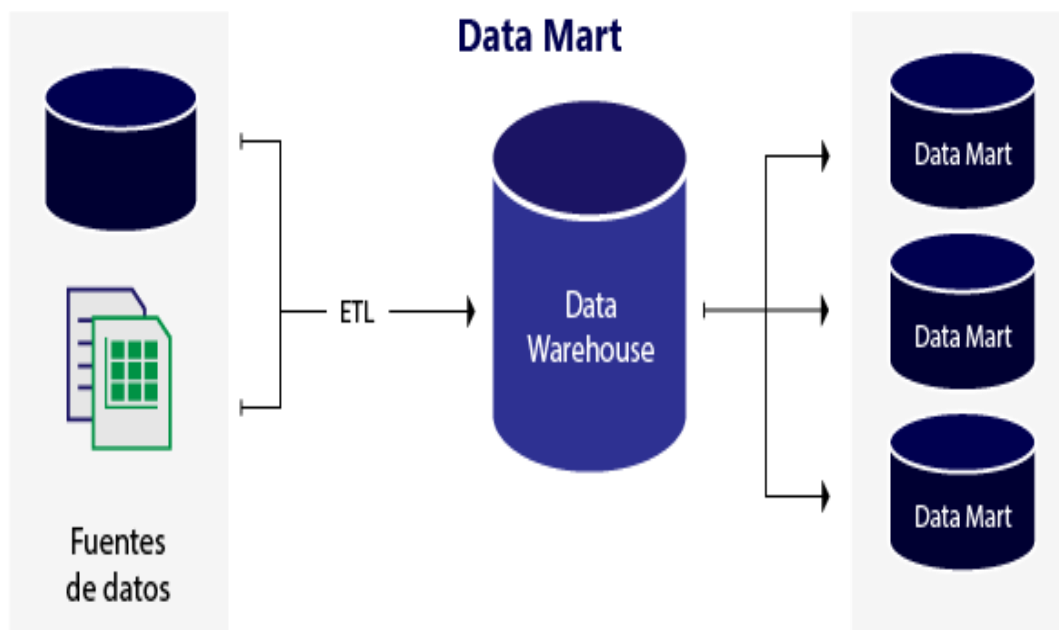 Data Mart
Fuentes
de datos
ETL
Data
Warehouse
Data Mart
Data Mart
Data Mart